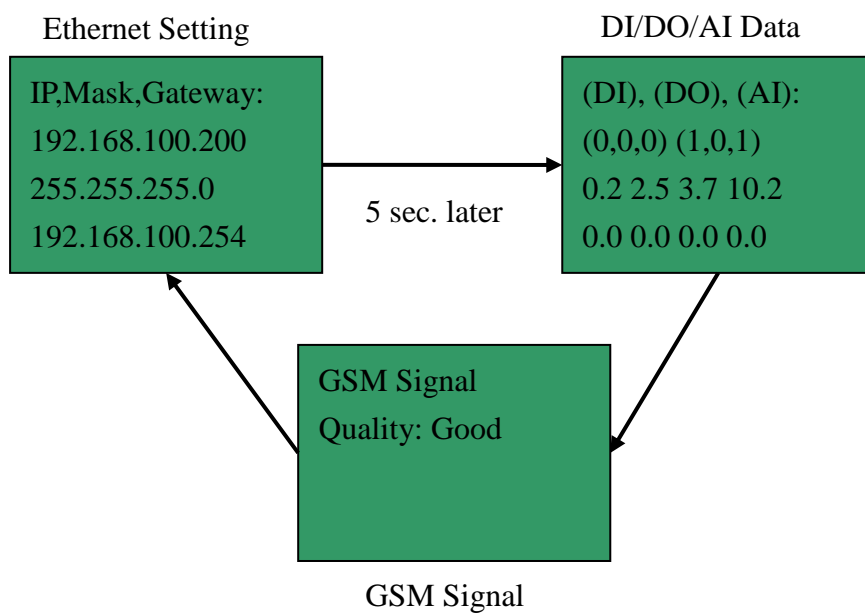 Ethernet Setting
IP,Mask,Gateway:
192.168.100.200
255.255.255.0
192.168.100.254
5 sec. later
DI/DO/AI Data
(DI), (DO), (AI):
(0,0,0) (1,0,1)
0.2 2.5 3.7 10.2
0.0 0.0 0.0 0.0
GSM Signal
Quality: Good
GSM Signal